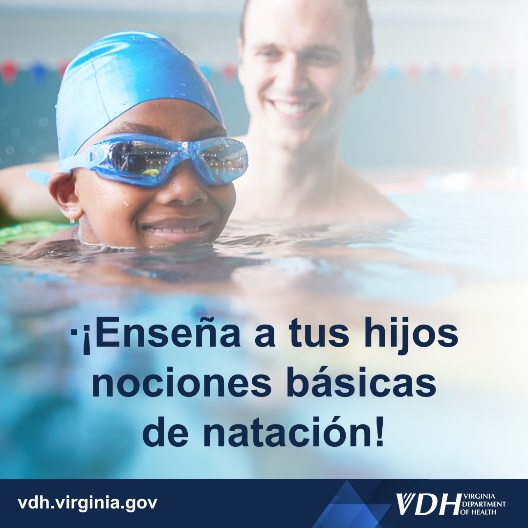 ·¡Enseña a tus hijos
nociones básicas
de natación!
vdh.virginia.gov
VDH VIRGINIA
DEPARTMENT
OF HEALTH